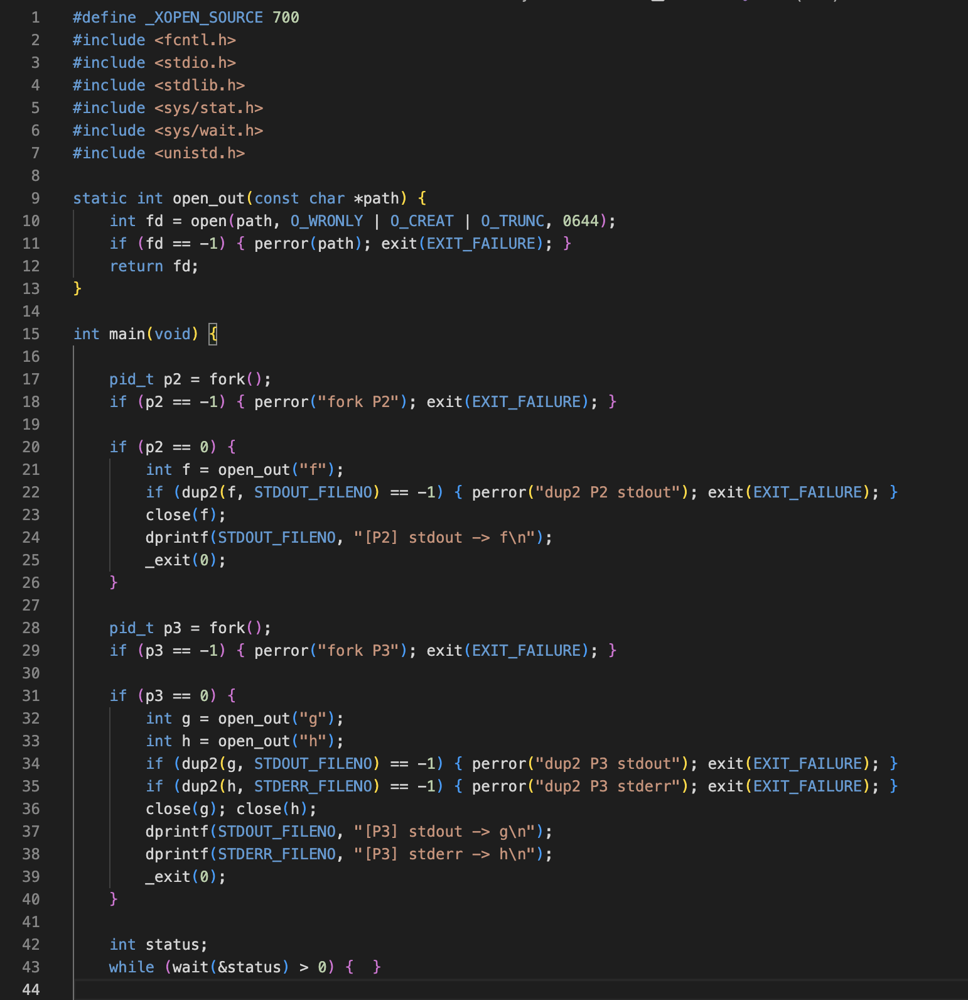 1 #define _XOPEN_SOURCE 700
2 #include <fcntl.h>
3 #include <stdio.h>
4 #include <stdlib.h>
5 #include <sys/stat.h>
6 #include <sys/wait.h>
7 #include <unistd.h>
8
9 static int open_out(const char *path) {
10     int fd = open(path, O_WRONLY | O_CREAT | O_TRUNC, 0644);
11     if (fd == -1) { perror(path); exit(EXIT_FAILURE); }
12     return fd;
13 }
14
15 int main(void) {
16
17     pid_t p2 = fork();
18     if (p2 == -1) { perror("fork P2"); exit(EXIT_FAILURE); }
19
20     if (p2 == 0) {
21         int f = open_out("f");
22         if (dup2(f, STDOUT_FILENO) == -1) { perror("dup2 P2 stdout"); exit(EXIT_FAILURE); }
23         close(f);
24         dprintf(STDOUT_FILENO, "[P2] stdout -> f\n");
25         _exit(0);
26     }
27
28     pid_t p3 = fork();
29     if (p3 == -1) { perror("fork P3"); exit(EXIT_FAILURE); }
30
31     if (p3 == 0) {
32         int g = open_out("g");
33         int h = open_out("h");
34         if (dup2(g, STDOUT_FILENO) == -1) { perror("dup2 P3 stdout"); exit(EXIT_FAILURE); }
35         if (dup2(h, STDERR_FILENO) == -1) { perror("dup2 P3 stderr"); exit(EXIT_FAILURE); }
36         close(g); close(h);
37         dprintf(STDOUT_FILENO, "[P3] stdout -> g\n");
38         dprintf(STDERR_FILENO, "[P3] stderr -> h\n");
39         _exit(0);
40     }
41
42     int status;
43     while (wait(&status) > 0) {  }
44